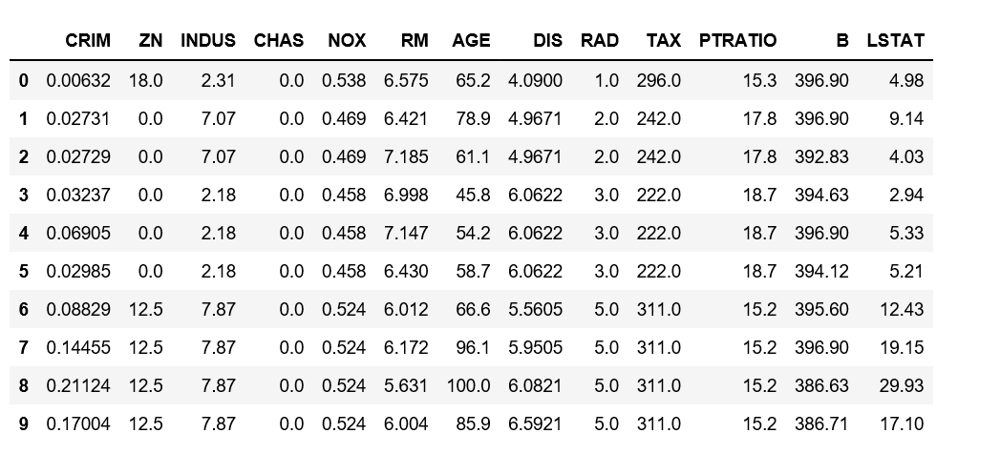 CRIM ZN INDUS CHAS NOX RM AGE DIS RAD TAX PTRATIO B LSTAT
0 0.00632 18.0 2.31 0.0 0.538 6.575 65.2 4.0900 1.0 296.0 15.3 396.90 4.98
1 0.02731 0.0 7.07 0.0 0.469 6.421 78.9 4.9671 2.0 242.0 17.8 396.90 9.14
2 0.02729 0.0 7.07 0.0 0.469 7.185 61.1 4.9671 2.0 242.0 17.8 392.83 4.03
3 0.03237 0.0 2.18 0.0 0.458 6.998 45.8 6.0622 3.0 222.0 18.7 394.63 2.94
4 0.06905 0.0 2.18 0.0 0.458 7.147 54.2 6.0622 3.0 222.0 18.7 396.90 5.33
5 0.02985 0.0 2.18 0.0 0.458 6.430 58.7 6.0622 3.0 222.0 18.7 394.12 5.21
6 0.08829 12.5 7.87 0.0 0.524 6.012 66.6 5.5605 5.0 311.0 15.2 395.60 12.43
7 0.14455 12.5 7.87 0.0 0.524 6.172 96.1 5.9505 5.0 311.0 15.2 396.90 19.15
8 0.21124 12.5 7.87 0.0 0.524 5.631 100.0 6.0821 5.0 311.0 15.2 386.63 29.93
9 0.17004 12.5 7.87 0.0 0.524 6.004 85.9 6.5921 5.0 311.0 15.2 386.71 17.10